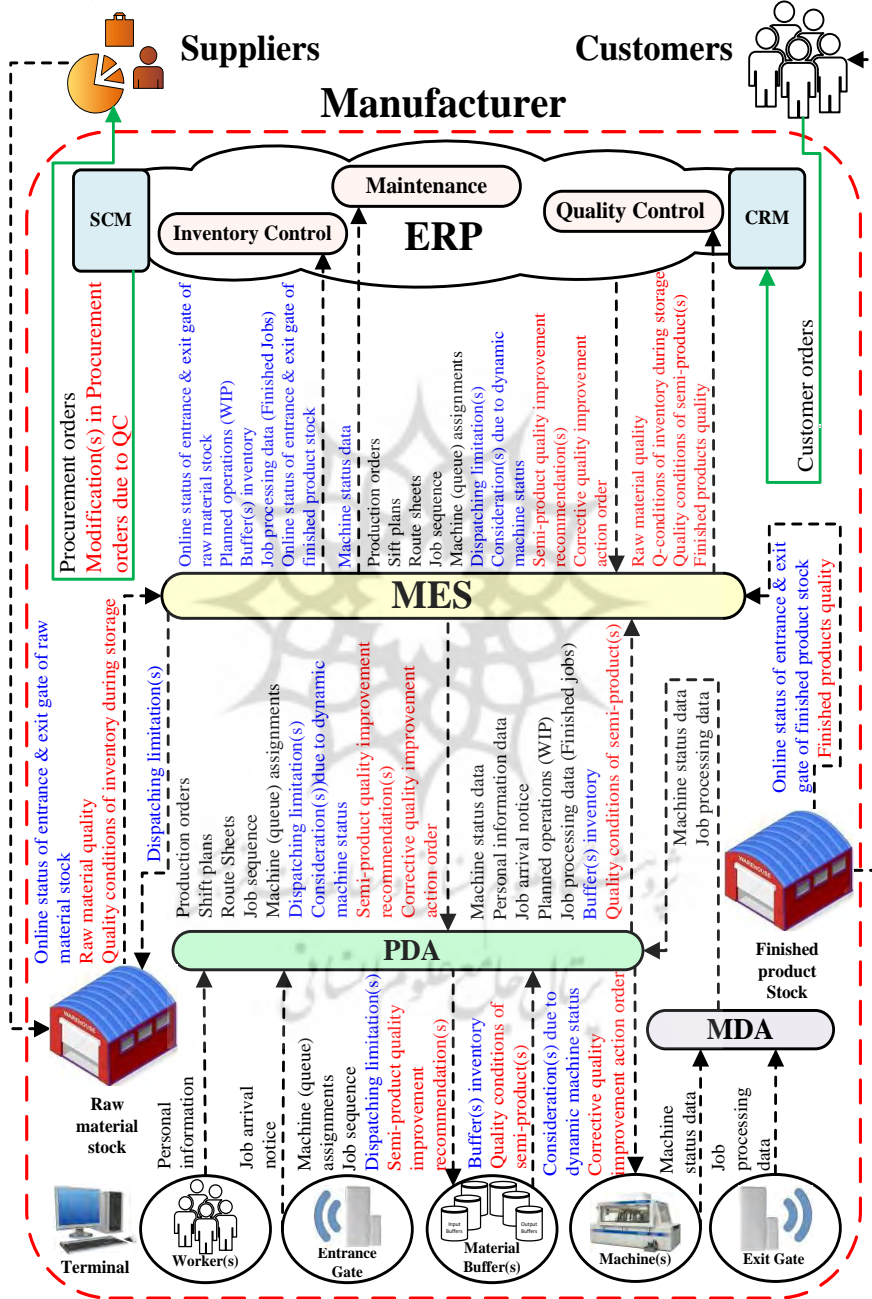 Suppliers
Customers
Manufacturer
SCM
Inventory Control
Maintenance
ERP
Quality Control
CRM
Procurement orders
Modification(s) in Procurement
orders due to QC
Online status of entrance & exit gate of
raw material stock
Planned operations (WIP)
Buffer(s) inventory
Job processing data (Finished Jobs)
Online status of entrance & exit gate of
finished product stock
Machine status data
Production orders
Sift plans
Route sheets
Job sequence
Machine (queue) assignments
Dispatching limitation(s)
Consideration(s) due to dynamic
machine status
Semi-product quality improvement
recommendation(s)
Corrective quality improvement
action order
Raw material quality
Q-conditions of inventory during storage
Quality conditions of semi-product(s)
Finished products quality
Customer orders
MES
Online status of entrance & exit gate of raw
material stock
Raw material quality
Quality conditions of inventory during storage
Dispatching limitation(s)
Production orders
Shift plans
Route Sheets
Job sequence
Machine (queue) assignments
Dispatching limitation(s)
Consideration(s))due to dynamic
machine status
Semi-product quality improvement
recommendation(s)
Corrective quality improvement
action order
Machine status data
Personal information data
Job arrival notice
Planned operations (WIP)
Job processing data (Finished jobs)
Buffer(s) inventory
Quality conditions of semi-product(s)
Machine status data
Job processing data
Online status of entrance & exit
gate of finished product stock
Finished products quality
PDA
WAREHOUSE
Raw
material
stock
WAREHOUSE
Finished
product
Stock
MDA
Personal
information
Job arrival
notice
Machine (queue)
assignments
Job sequence
Dispatching limitation(s)
Semi-product quality
improvement
recommendation(s)
Buffer(s) inventory
Quality conditions of
semi-product(s)
Consideration(s) due to
dynamic machine status
Corrective quality
improvement action order
Machine
status data
Job
processing
data
Terminal
Worker(s)
Entrance
Gate
Input
Buffers
Output
Buffers
Material
Buffer(s)
Machine(s)
Exit Gate
پرتال جامع علوم انسانی